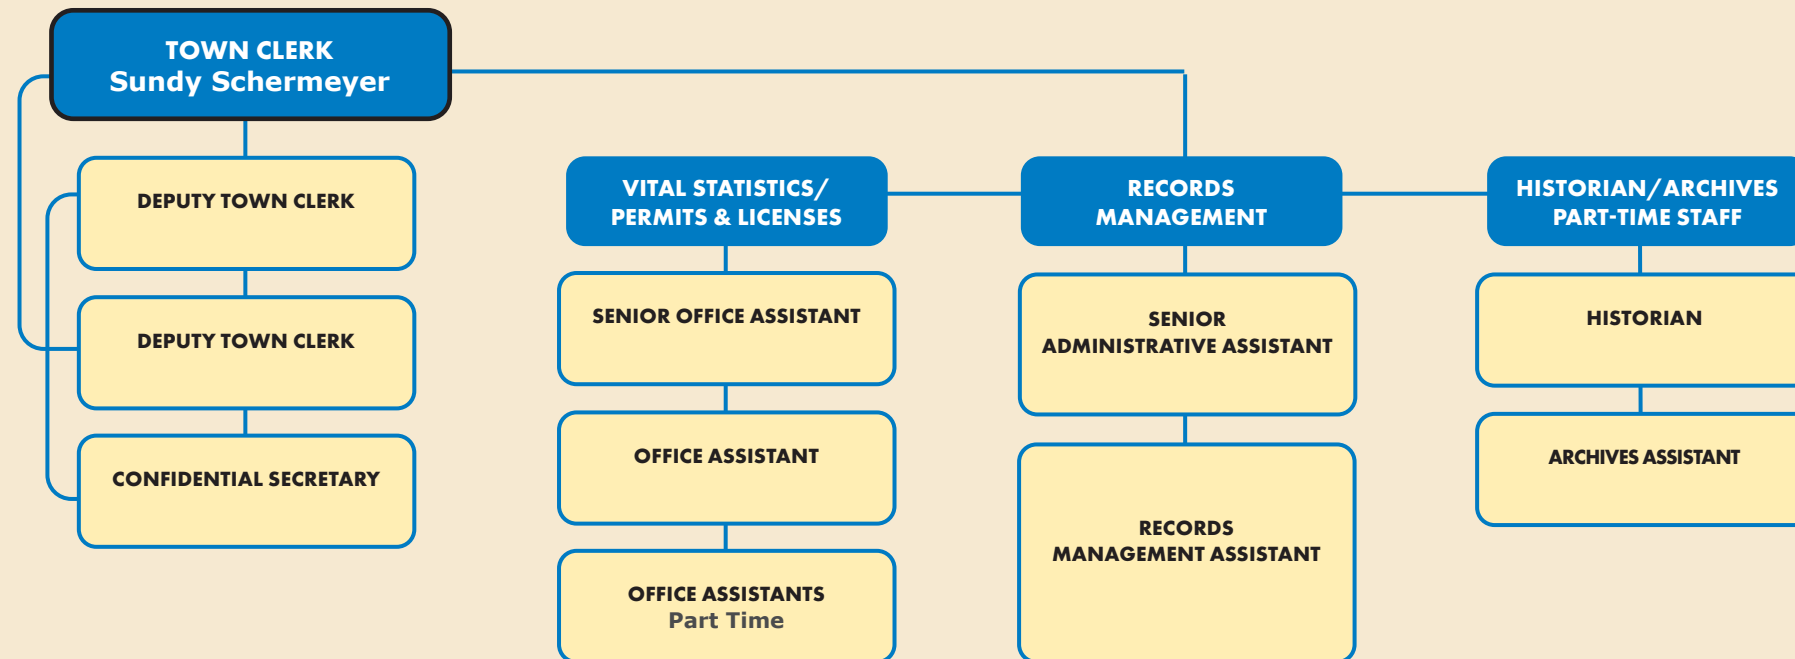 TOWN CLERK
Sundy Schermeyer
DEPUTY TOWN CLERK
DEPUTY TOWN CLERK
CONFIDENTIAL SECRETARY
VITAL STATISTICS/
PERMITS & LICENSES
SENIOR OFFICE ASSISTANT
OFFICE ASSISTANT
OFFICE ASSISTANTS
Part Time
RECORDS
MANAGEMENT
SENIOR
ADMINISTRATIVE ASSISTANT
RECORDS
MANAGEMENT ASSISTANT
HISTORIAN/ARCHIVES
PART-TIME STAFF
HISTORIAN
ARCHIVES ASSISTANT